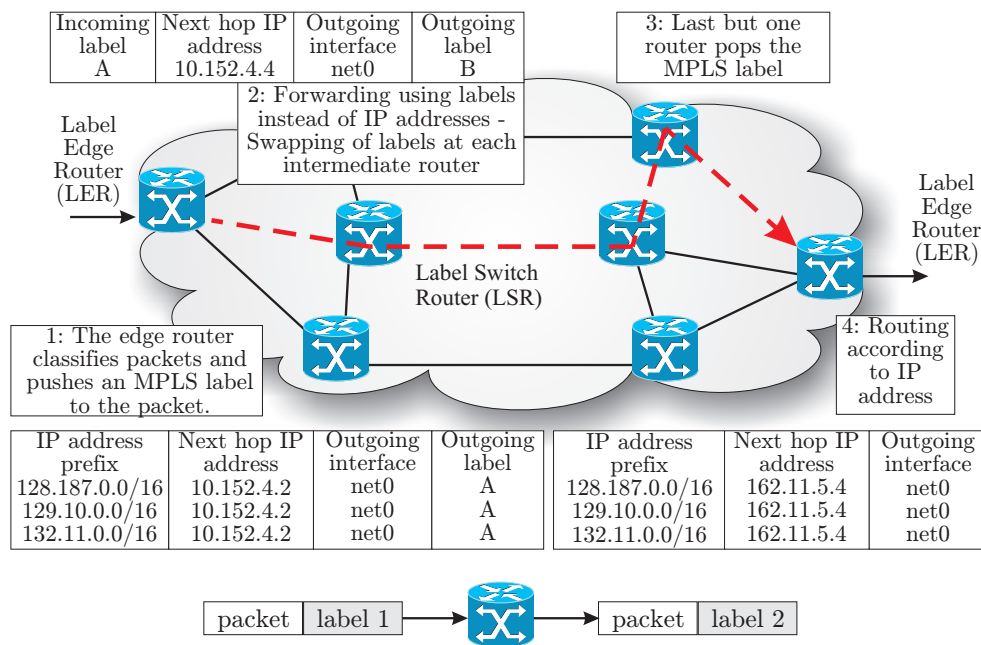 Incoming label A
Next hop IP address 10.152.4.4
Outgoing interface net0
Outgoing label B
3: Last but one
router pops the
MPLS label
2: Forwarding using labels
instead of IP addresses -
Swapping of labels at each
intermediate router
Label
Edge
Router
(LER)
Label
Edge
Router
(LER)
Label Switch
Router (LSR)
1: The edge router
classifies packets and
pushes an MPLS label
to the packet.
4: Routing
according
to IP
address
IP address prefix Next hop IP address Outgoing interface Outgoing label
128.187.0.0/16 10.152.4.2 net0 A
129.10.0.0/16 10.152.4.2 net0 A
132.11.0.0/16 10.152.4.2 net0 A
IP address prefix Next hop IP address Outgoing interface
128.187.0.0/16 162.11.5.4 net0
129.10.0.0/16 162.11.5.4 net0
132.11.0.0/16 162.11.5.4 net0
packet label 1
packet label 2